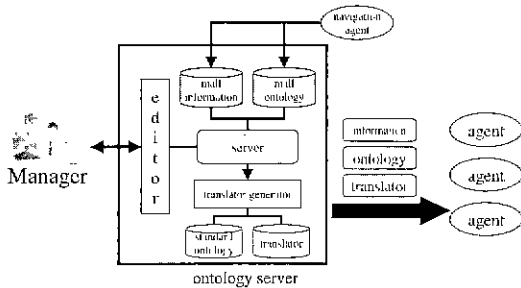 navigation
agent
mall
information
mall
ontology
editor
server
Manager
translator generator
standard
ontology
translator
ontology server
information
ontology
translator
agent
agent
agent